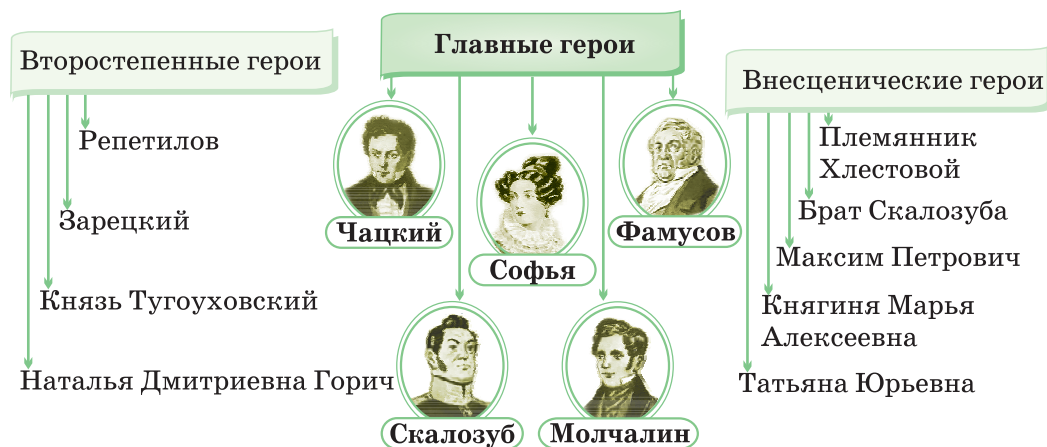 Второстепенные герои
Репетилов
Зарецкий
Князь Тугоуховский
Наталья Дмитриевна Горич
Главные герои
Чацкий
Софья
Фамусов
Скалозуб
Молчалин
Внесценические герои
Племянник
Хлестовой
Брат Скалозуба
Максим Петрович
Княгиня Марья
Алексеевна
Татьяна Юрьевна